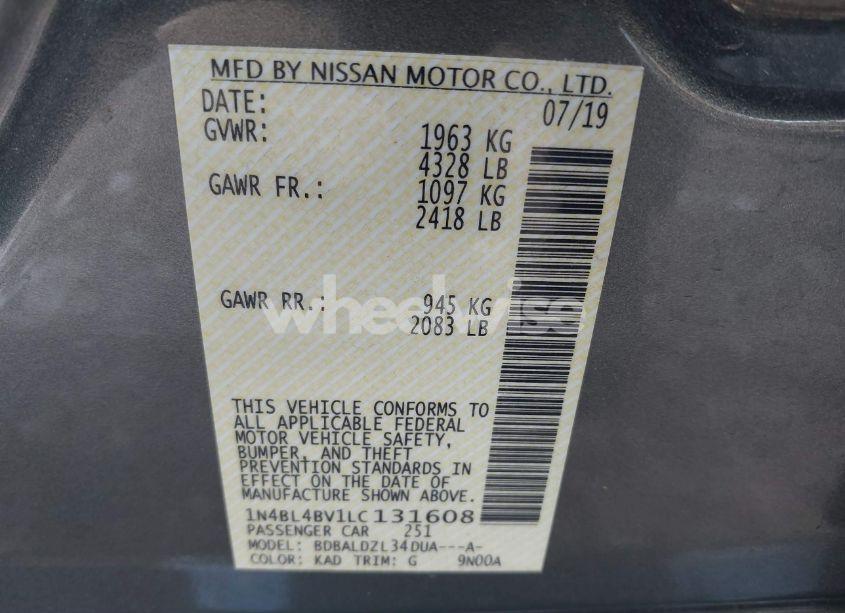 MFD BY NISSAN MOTOR CO., LTD.
DATE: 07/19
GVWR: 1963 KG
4328 LB
GAWR FR.: 1097 KG
2418 LB
GAWR RR.: 945 KG
2083 LB
wheelwise
THIS VEHICLE CONFORMS TO
ALL APPLICABLE FEDERAL
MOTOR VEHICLE SAFETY,
BUMPER, AND THEFT
PREVENTION STANDARDS IN
EFFECT ON THE DATE OF
MANUFACTURE SHOWN ABOVE.
1N4BL4BV1LC131608
PASSENGER CAR 251
MODEL: BDBALDZL34DUA---A-
COLOR: KAD TRIM: G 9N00A